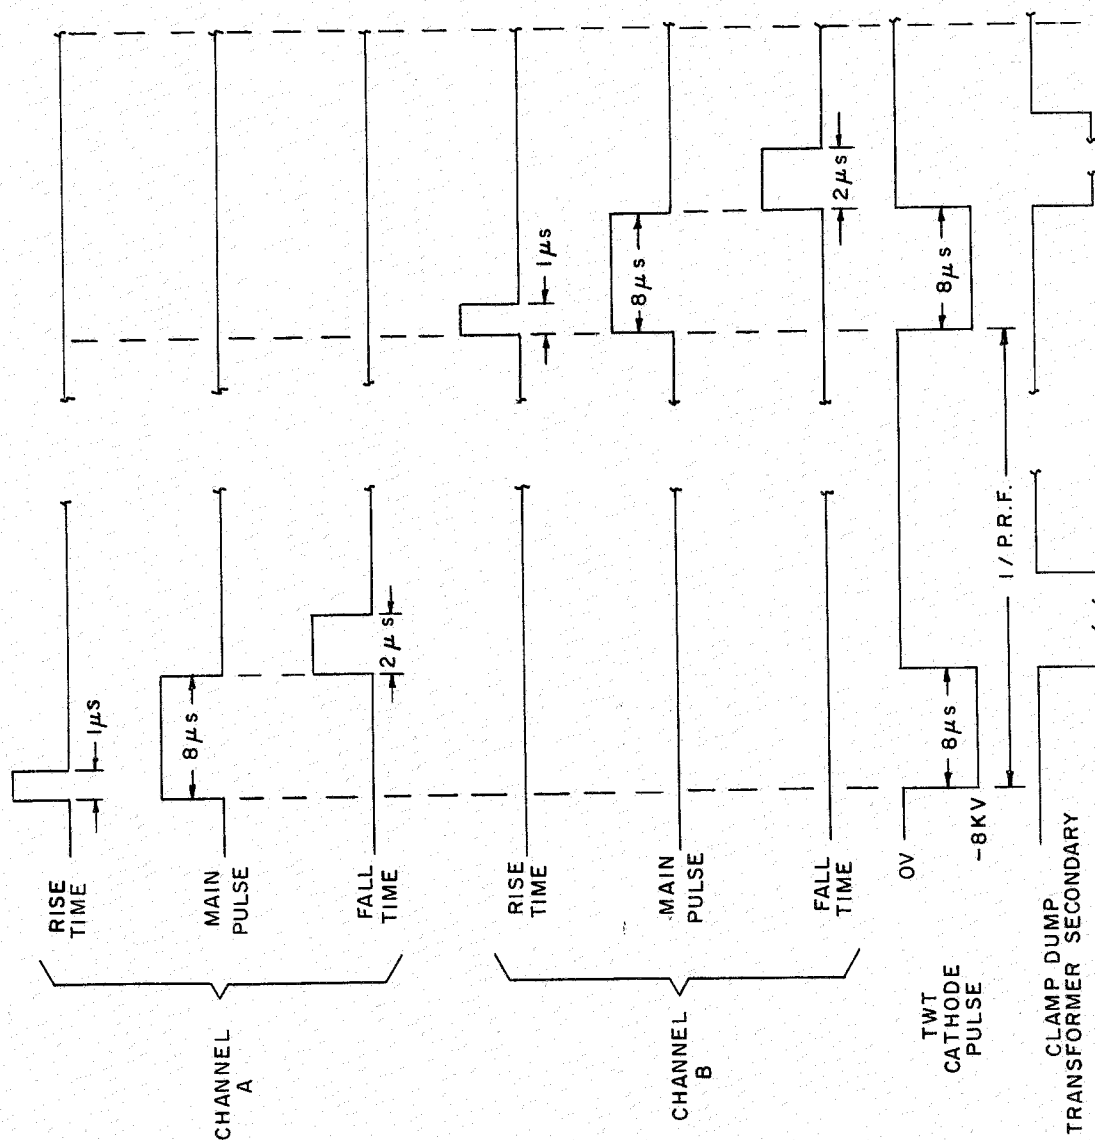 CHANNEL
A
RISE
TIME
1μs
MAIN
PULSE
8μs
FALL
TIME
2μs
CHANNEL
B
RISE
TIME
1μs
MAIN
PULSE
8μs
FALL
TIME
2μs
TWT
CATHODE
PULSE
0V
-8KV
8μs
8μs
1/P.R.F.
CLAMP DUMP
TRANSFORMER SECONDARY